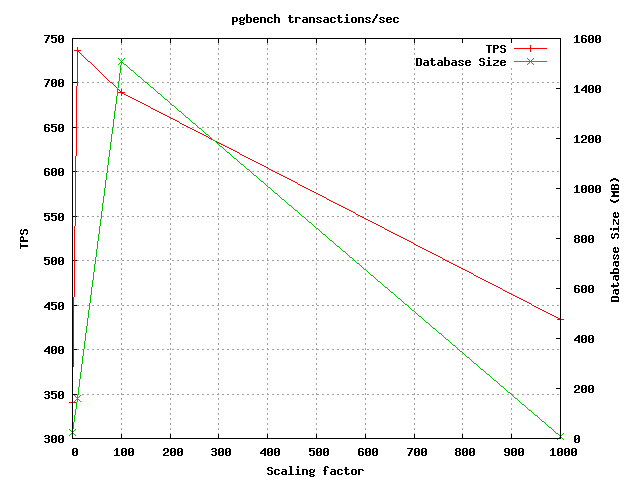 pgbench transactions/sec
750 1600
TPS
Database Size
700 1400
650 1200
600 1000
550 800
500 600
450 400
400 200
350 0
300
0 100 200 300 400 500 600 700 800 900 1000
Scaling factor
TPS
Database Size (MB)